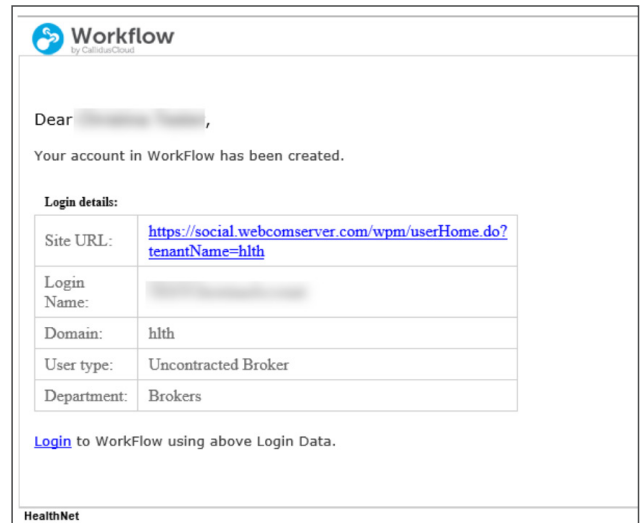 Workflow
by CallidusCloud
Dear ,
Your account in WorkFlow has been created.
Login details:
Site URL: https://social.webcomserver.com/wpm/userHome.do?
tenantName=hlth
Login
Name:
Domain: hlth
User type: Uncontracted Broker
Department: Brokers
Login to WorkFlow using above Login Data.
HealthNet